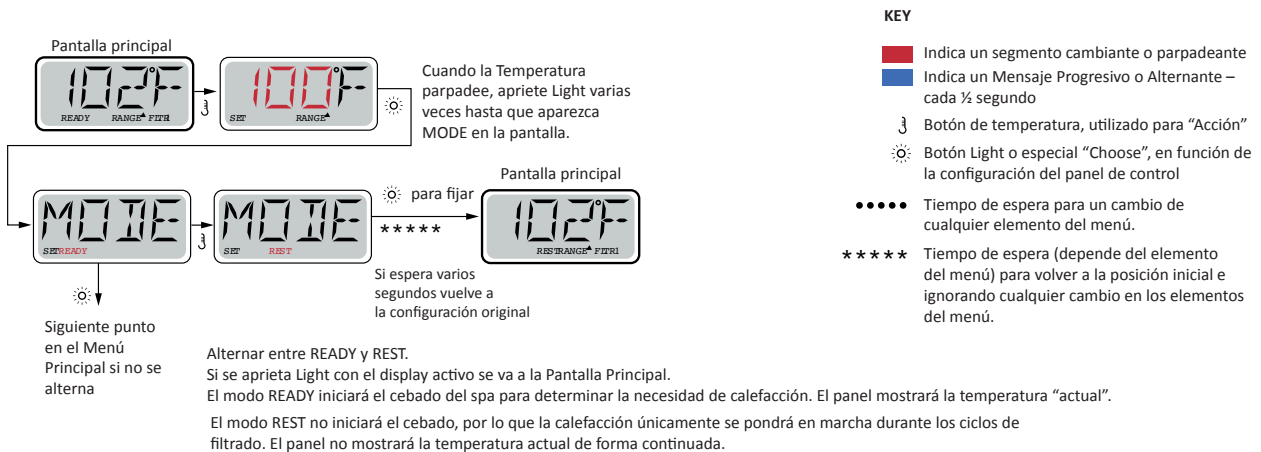 Pantalla principal
102°F
READY RANGE FITR1
100°F
SET RANGE
Cuando la Temperatura
parpadee, apriete Light varias
veces hasta que aparezca
MODE en la pantalla.
MODE
SET READY
MODE
SET REST
para fijar
*****
Pantalla principal
102°F
REST RANGE FITR1
Si espera varios
segundos vuelve a
la configuración original
Siguiente punto
en el Menú
Principal si no se
alterna
Alternar entre READY y REST.
Si se aprieta Light con el display activo se va a la Pantalla Principal.
El modo READY iniciará el cebado del spa para determinar la necesidad de calefacción. El panel mostrará la temperatura “actual”.
El modo REST no iniciará el cebado, por lo que la calefacción únicamente se pondrá en marcha durante los ciclos de
filtrado. El panel no mostrará la temperatura actual de forma continuada.
KEY
Indica un segmento cambiante o parpadeante
Indica un Mensaje Progresivo o Alternante –
cada ½ segundo
Botón de temperatura, utilizado para “Acción”
Botón Light o especial “Choose”, en función de
la configuración del panel de control
••••• Tiempo de espera para un cambio de
cualquier elemento del menú.
***** Tiempo de espera (depende del elemento
del menú) para volver a la posición inicial e
ignorando cualquier cambio en los elementos
del menú.